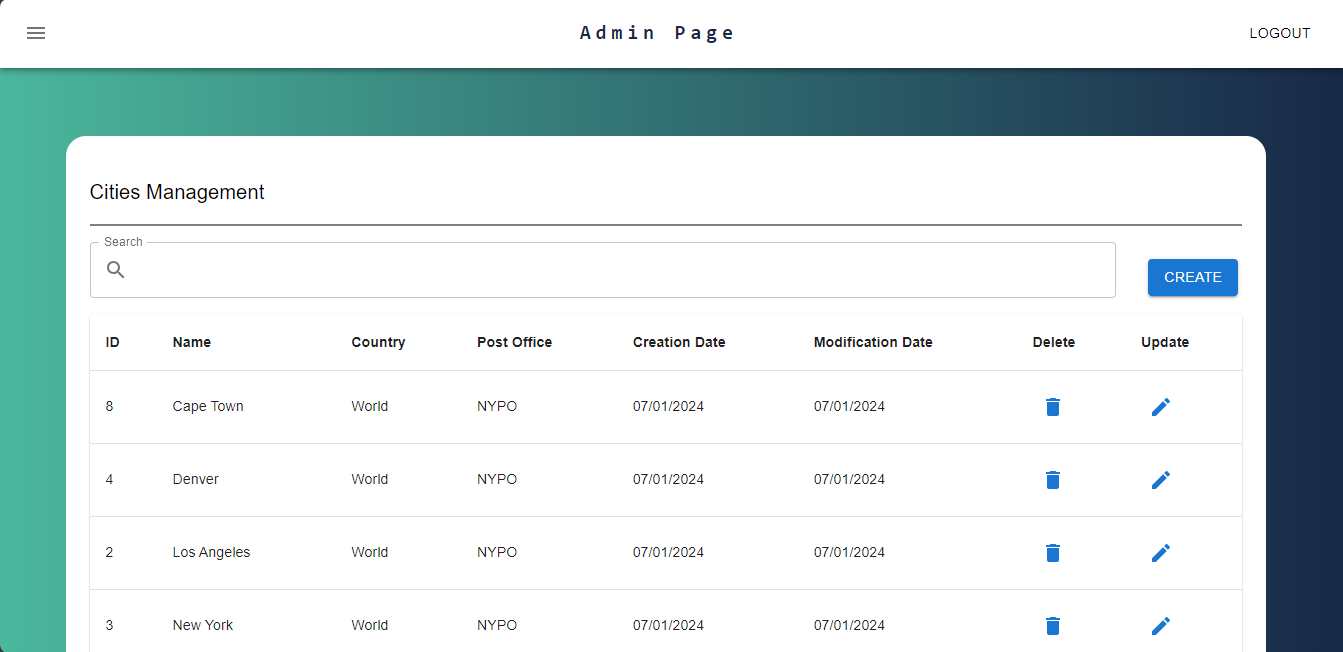 Admin Page LOGOUT
Cities Management
Search
CREATE
ID Name Country Post Office Creation Date Modification Date Delete Update
8 Cape Town World NYPO 07/01/2024 07/01/2024
4 Denver World NYPO 07/01/2024 07/01/2024
2 Los Angeles World NYPO 07/01/2024 07/01/2024
3 New York World NYPO 07/01/2024 07/01/2024